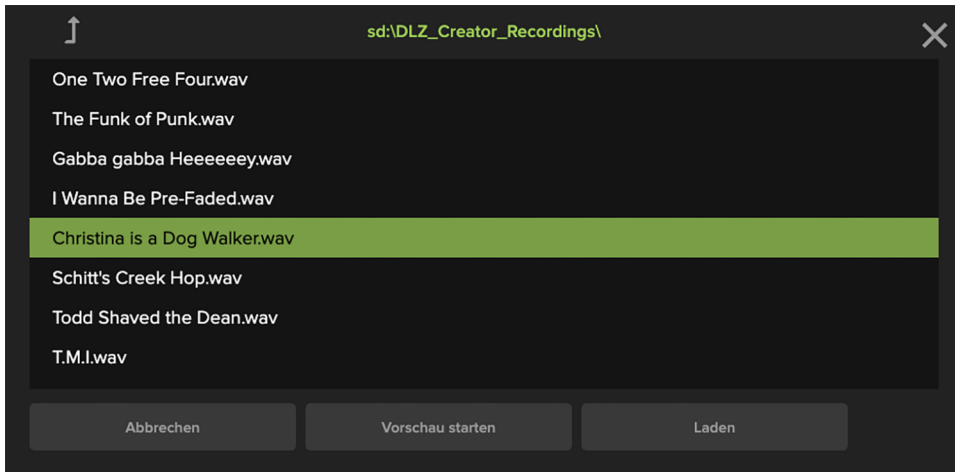 sd:\DLZ_Creator_Recordings\
One Two Free Four.wav
The Funk of Punk.wav
Gabba gabba Heeeeeey.wav
I Wanna Be Pre-Faded.wav
Christina is a Dog Walker.wav
Schitt's Creek Hop.wav
Todd Shaved the Dean.wav
T.M.I.wav
Abbrechen
Vorschau starten
Laden